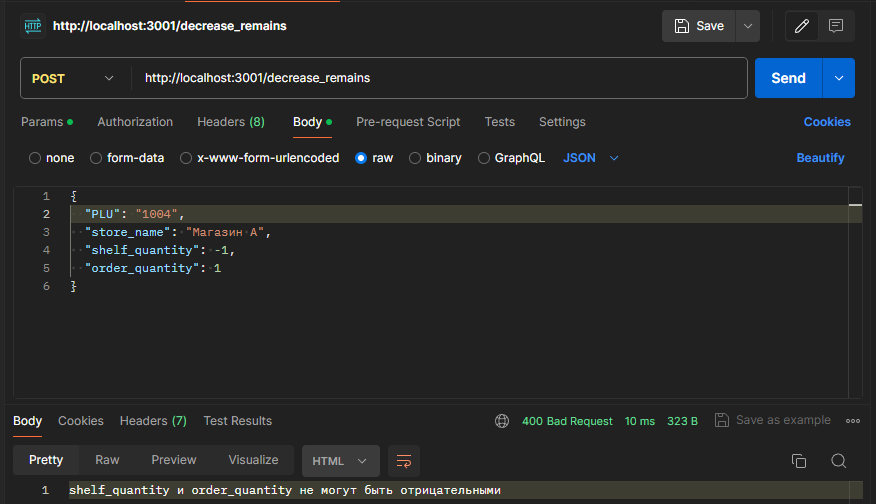 HTTP http://localhost:3001/decrease_remains Save
POST http://localhost:3001/decrease_remains Send
Params Authorization Headers (8) Body Pre-request Script Tests Settings Cookies
none form-data x-www-form-urlencoded raw binary GraphQL JSON Beautify
1 {
2 "PLU": "1004",
3 "store_name": "Магазин А",
4 "shelf_quantity": -1,
5 "order_quantity": 1
6 }
Body Cookies Headers (7) Test Results 400 Bad Request 10 ms 323 B Save as example
Pretty Raw Preview Visualize HTML
1 shelf_quantity и order_quantity не могут быть отрицательными